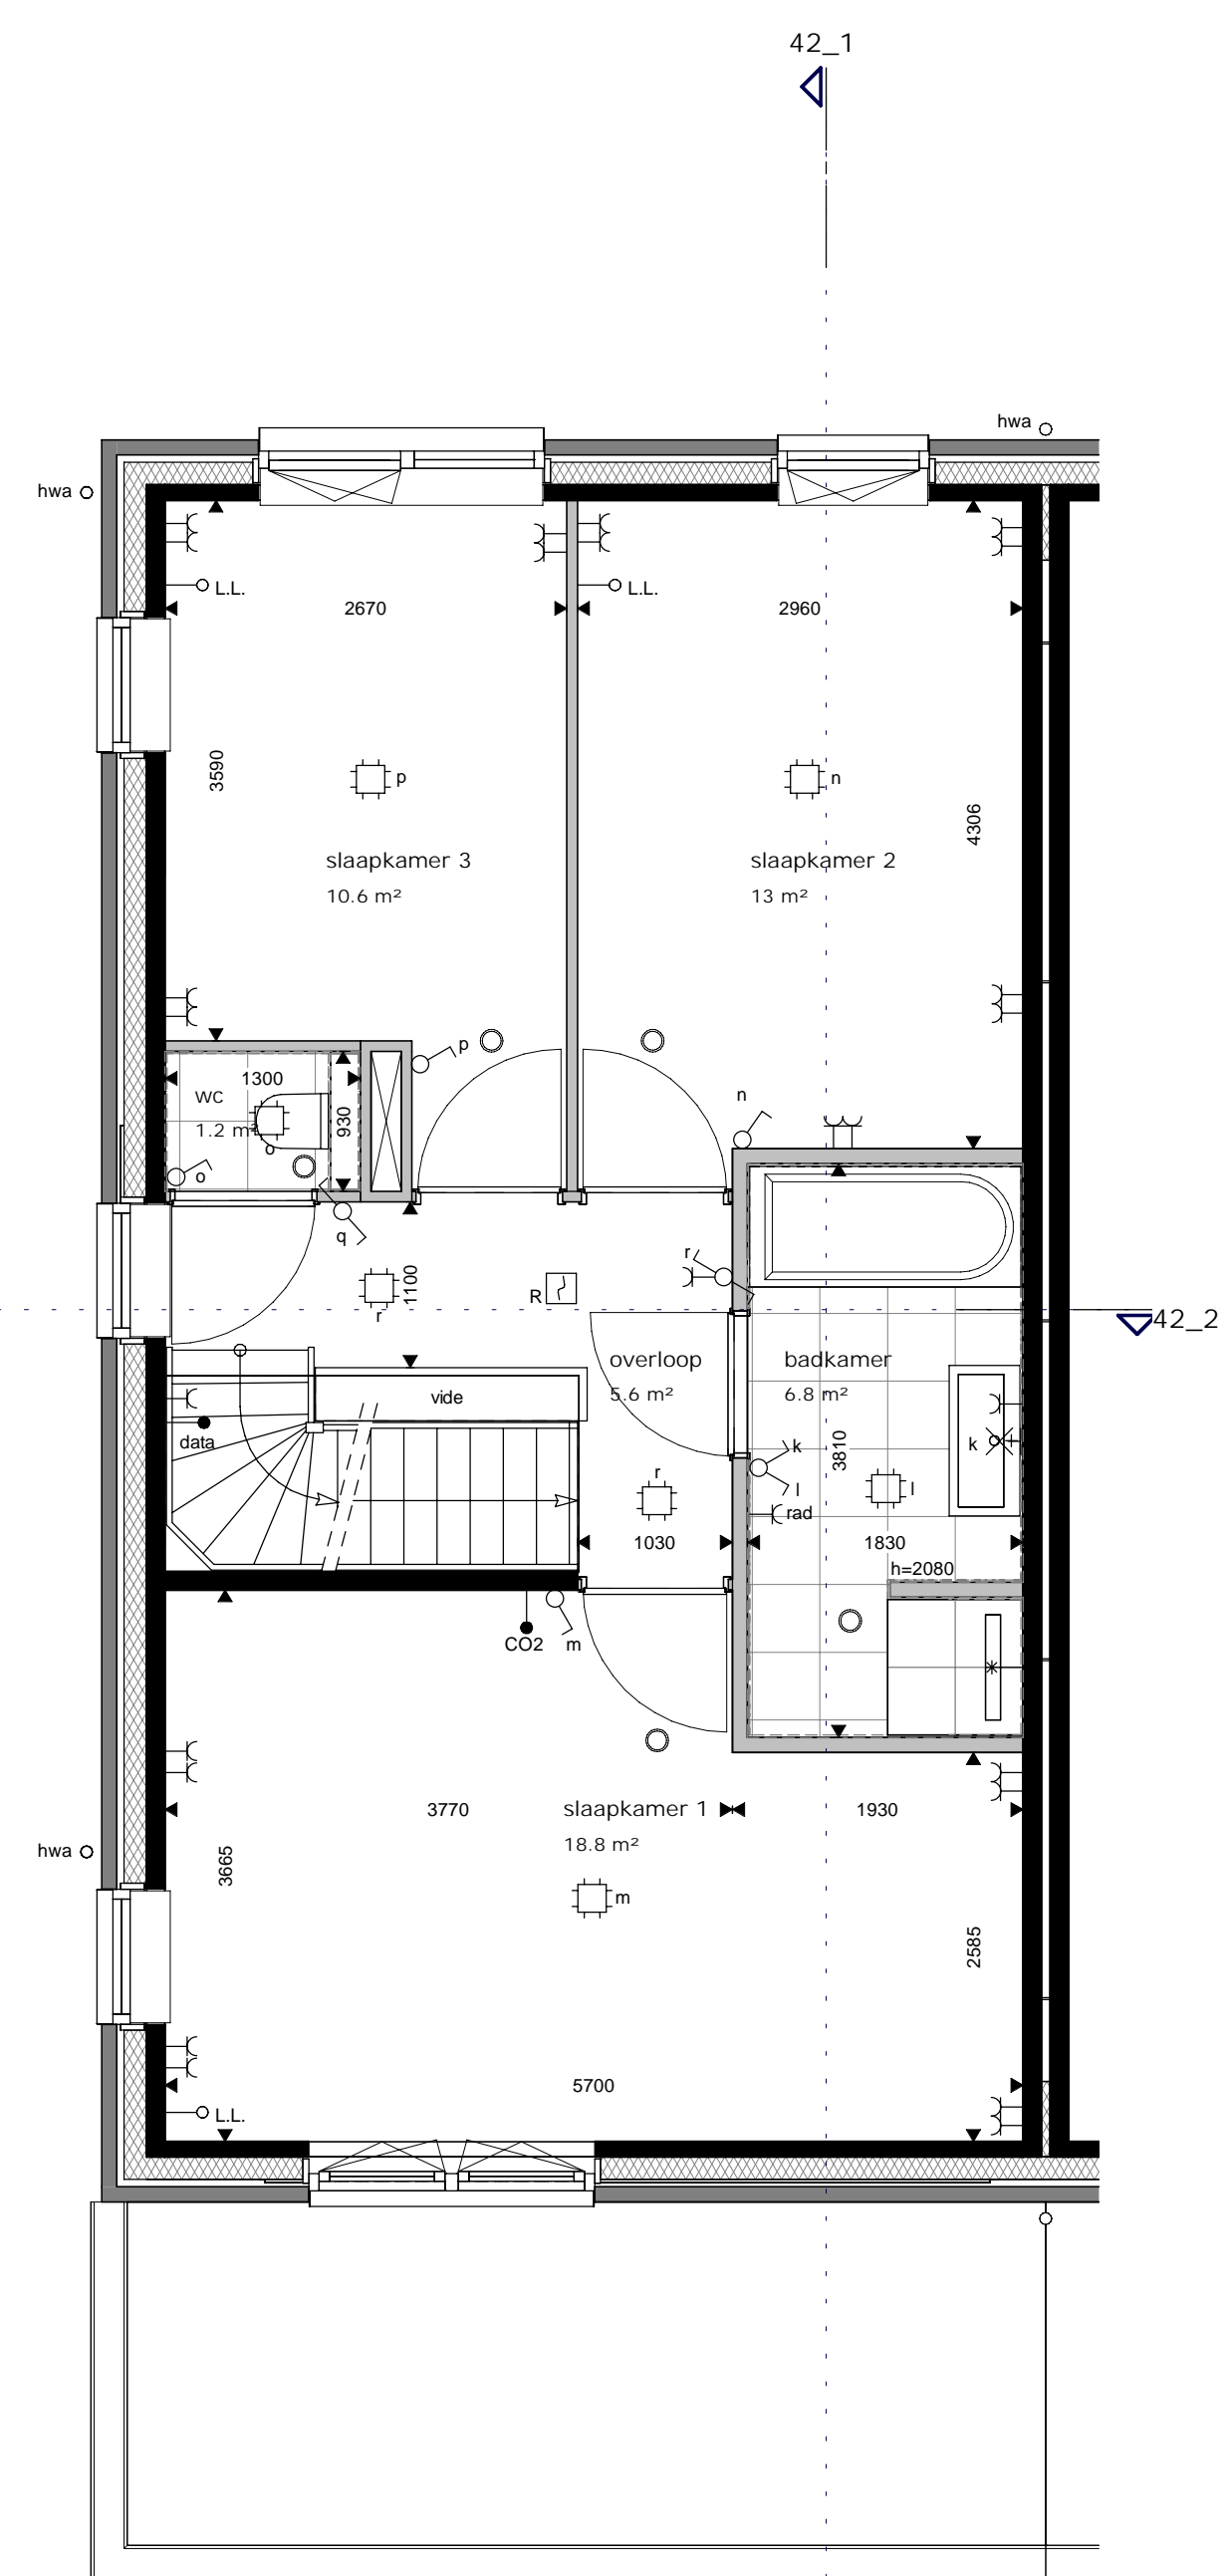 42_1
hwa
hwa
L.L.
L.L.
2670
2960
3590
4306
p
n
slaapkamer 3
10.6 m²
slaapkamer 2
13 m²
p
1300
wc
1.2 m²
930
o
o
n
q
r
1100
r
R
42_2
overloop
5.6 m²
badkamer
6.8 m²
vide
data
k
k
3810
l
l
r
rad
1030
1830
h=2080
CO2
m
3770
slaapkamer 1
1930
18.8 m²
hwa
3665
m
2585
5700
L.L.